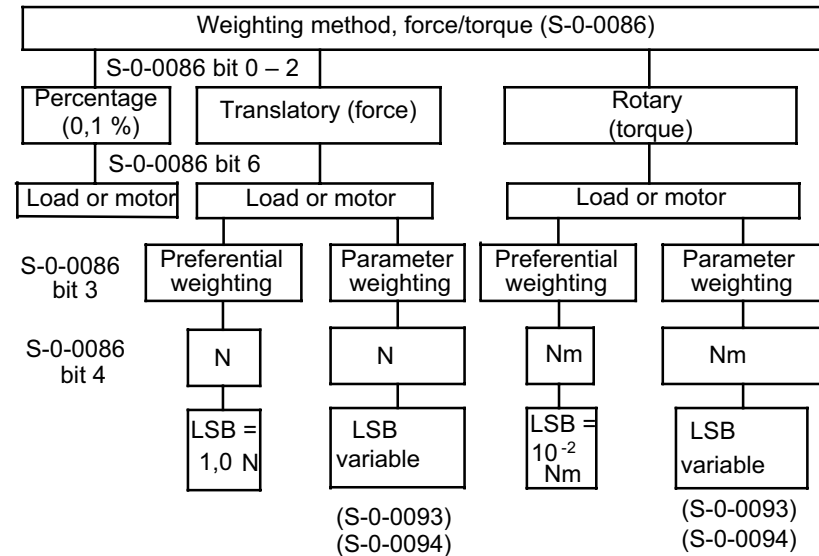 Weighting method, force/torque (S-0-0086)
S-0-0086 bit 0 – 2
Percentage
(0,1 %)
Translatory (force)
Rotary
(torque)
S-0-0086 bit 6
Load or motor
Load or motor
Load or motor
S-0-0086
bit 3
Preferential
weighting
Parameter
weighting
Preferential
weighting
Parameter
weighting
S-0-0086
bit 4
N
N
Nm
Nm
LSB =
1,0 N
LSB
variable
LSB =
10⁻²
Nm
LSB
variable
(S-0-0093)
(S-0-0094)
(S-0-0093)
(S-0-0094)